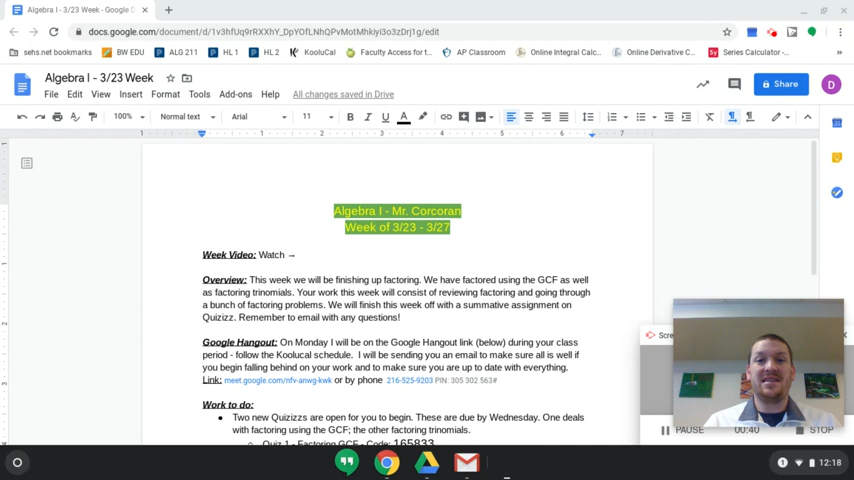 Algebra I - 3/23 Week - Google D
docs.google.com/document/d/1v3hfUq9rRXXhY_DpYOfLNhQPvMotMhkiyi3o3zDrj1g/edit
sehs.net bookmarks BW EDU ALG 211 HL 1 HL 2 KooluCal Faculty Access for t... AP Classroom Online Integral Calc... Online Derivative C... Series Calculator -...
Algebra I - 3/23 Week
File Edit View Insert Format Tools Add-ons Help All changes saved in Drive
Share
D
100% Normal text Arial 11
Algebra I - Mr. Corcoran
Week of 3/23 - 3/27
Week Video: Watch →
Overview: This week we will be finishing up factoring. We have factored using the GCF as well
as factoring trinomials. Your work this week will consist of reviewing factoring and going through
a bunch of factoring problems. We will finish this week off with a summative assignment on
Quizizz. Remember to email with any questions!
Google Hangout: On Monday I will be on the Google Hangout link (below) during your class
period - follow the Koolucal schedule. I will be sending you an email to make sure all is well if
you begin falling behind on your work and to make sure you are up to date with everything.
Link: meet.google.com/nfv-anwg-kwk or by phone 216-525-9203 PIN: 305 302 563#
Work to do:
● Two new Quizizzs are open for you to begin. These are due by Wednesday. One deals
with factoring using the GCF; the other factoring trinomials.
○ Quiz 1 - Factoring GCF - Code: 165833
Scre
PAUSE 00:40 STOP
1 12:18